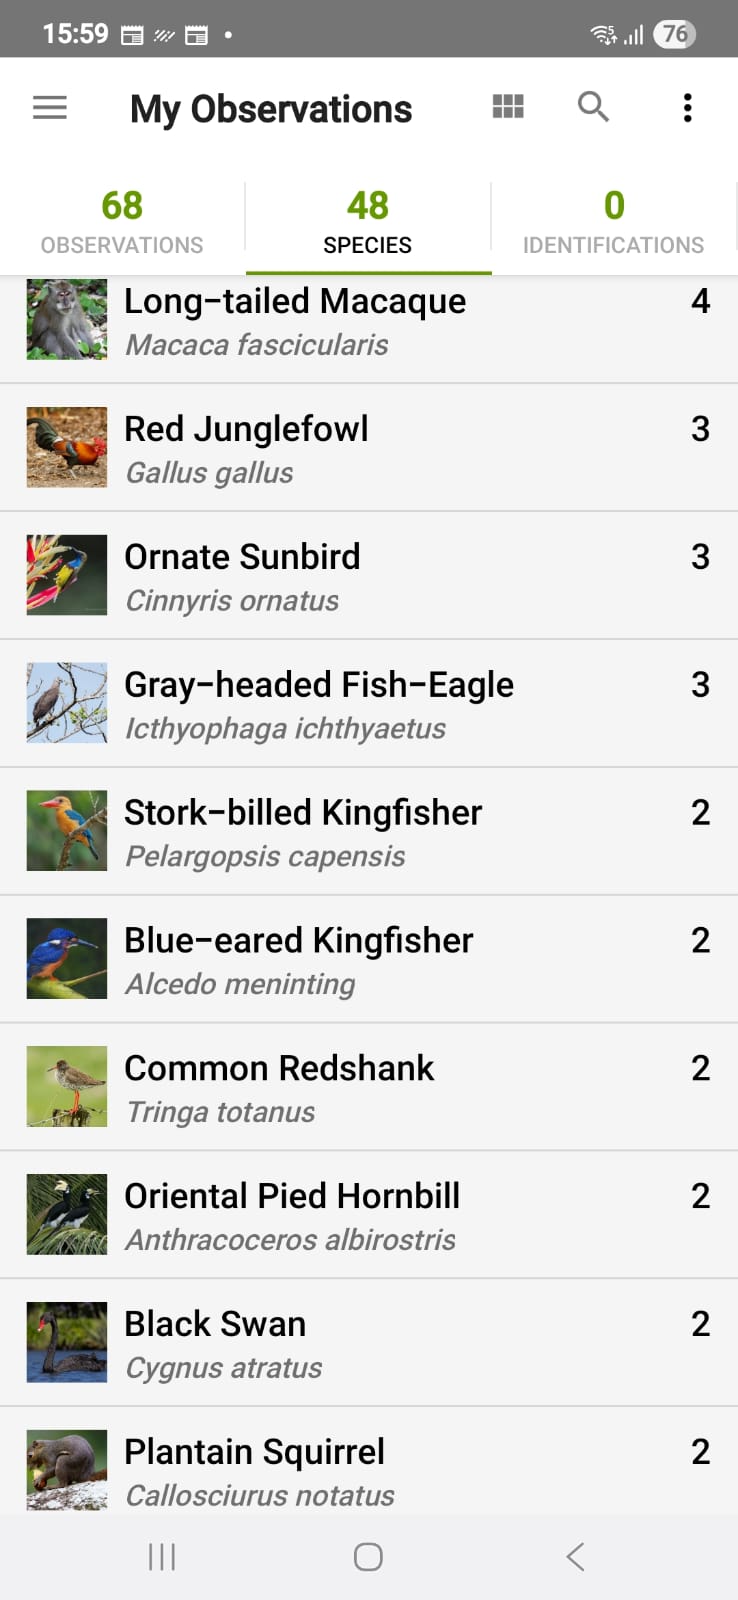 15:59
76
My Observations
68
OBSERVATIONS
48
SPECIES
0
IDENTIFICATIONS
Long-tailed Macaque 4
Macaca fascicularis
Red Junglefowl 3
Gallus gallus
Ornate Sunbird 3
Cinnyris ornatus
Gray-headed Fish-Eagle 3
Icthyophaga ichthyaetus
Stork-billed Kingfisher 2
Pelargopsis capensis
Blue-eared Kingfisher 2
Alcedo meninting
Common Redshank 2
Tringa totanus
Oriental Pied Hornbill 2
Anthracoceros albirostris
Black Swan 2
Cygnus atratus
Plantain Squirrel 2
Callosciurus notatus